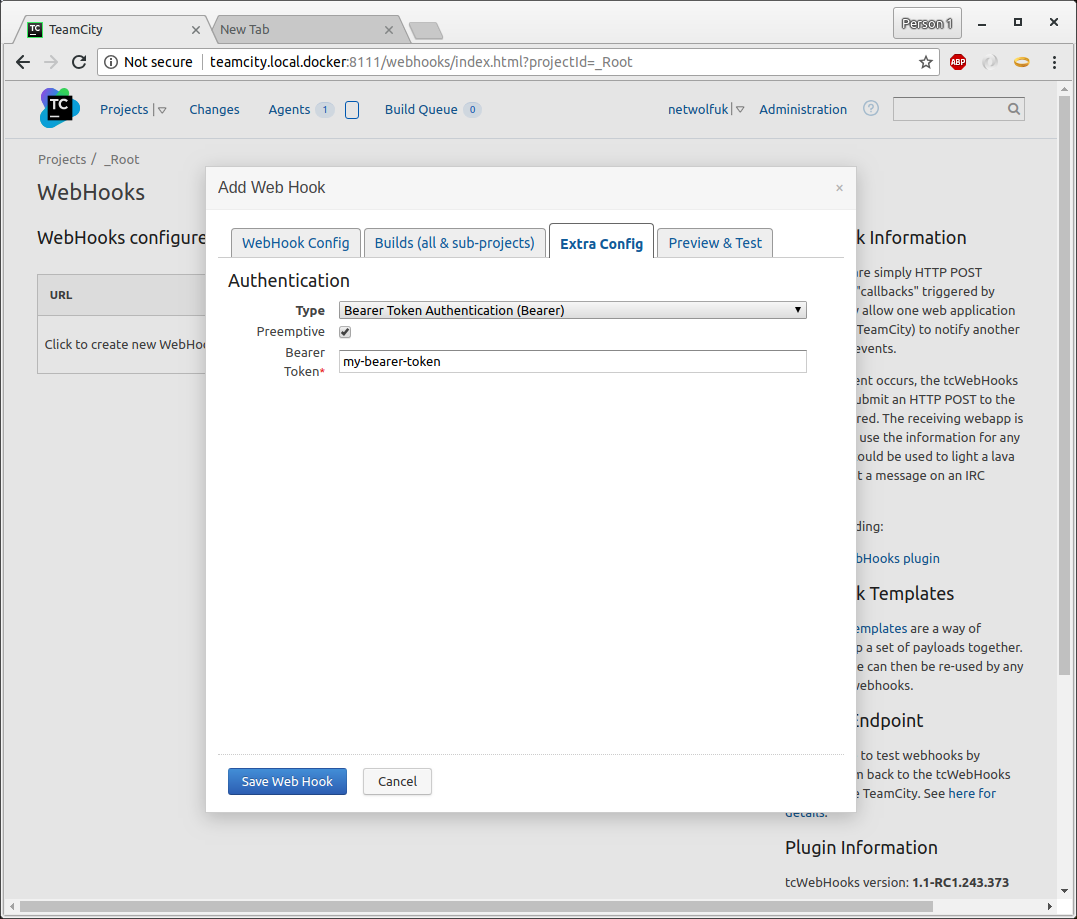 TeamCity
New Tab
Person 1
Not secure teamcity.local.docker:8111/webhooks/index.html?projectId=_Root
ABP
TC
Projects
Changes
Agents 1
Build Queue 0
netwolfuk
Administration
?
Projects / _Root
WebHooks
WebHooks configure
URL
Click to create new WebHoo
Add Web Hook
×
WebHook Config
Builds (all & sub-projects)
Extra Config
Preview & Test
Authentication
Type Bearer Token Authentication (Bearer)
Preemptive
Bearer
Token* my-bearer-token
Save Web Hook
Cancel
k Information
re simply HTTP POST
"callbacks" triggered by
allow one web application
TeamCity) to notify another
events.
nt occurs, the tcWebHooks
ubmit an HTTP POST to the
red. The receiving webapp is
use the information for any
ould be used to light a lava
t a message on an IRC
ding:
bHooks plugin
k Templates
emplates are a way of
p a set of payloads together.
e can then be re-used by any
webhooks.
Endpoint
to test webhooks by
n back to the tcWebHooks
e TeamCity. See here for
details.
Plugin Information
tcWebHooks version: 1.1-RC1.243.373